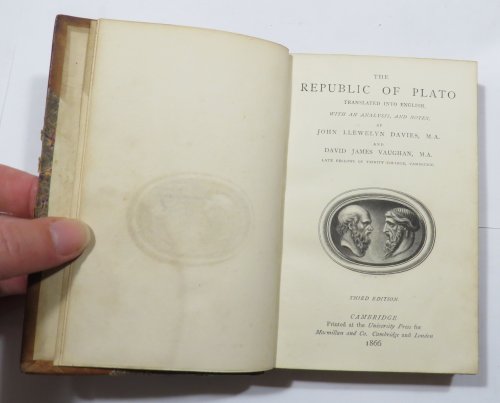 THE
REPUBLIC OF PLATO
TRANSLATED INTO ENGLISH,
WITH AN ANALYSIS, AND NOTES,
BY
JOHN LLEWELYN DAVIES, M.A.
AND
DAVID JAMES VAUGHAN, M.A.
LATE FELLOWS OF TRINITY COLLEGE, CAMBRIDGE.
THIRD EDITION.
CAMBRIDGE
Printed at the University Press for
Macmillan and Co. Cambridge and London
1866